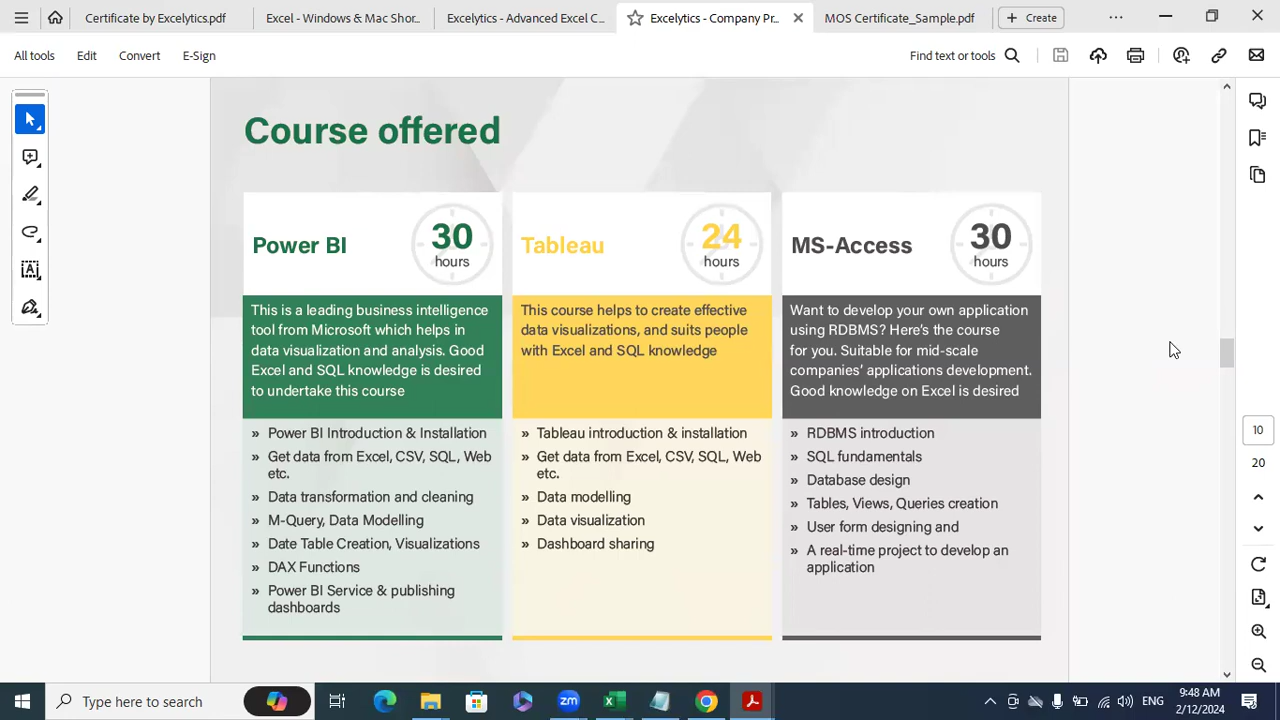 Certificate by Excelytics.pdf
Excel - Windows & Mac Shor...
Excelytics - Advanced Excel C...
Excelytics - Company Pr...
MOS Certificate_Sample.pdf
Create
All tools
Edit
Convert
E-Sign
Find text or tools
Course offered
Power BI
30
hours
This is a leading business intelligence
tool from Microsoft which helps in
data visualization and analysis. Good
Excel and SQL knowledge is desired
to undertake this course
» Power BI Introduction & Installation
» Get data from Excel, CSV, SQL, Web
etc.
» Data transformation and cleaning
» M-Query, Data Modelling
» Date Table Creation, Visualizations
» DAX Functions
» Power BI Service & publishing
dashboards
Tableau
24
hours
This course helps to create effective
data visualizations, and suits people
with Excel and SQL knowledge
» Tableau introduction & installation
» Get data from Excel, CSV, SQL, Web
etc.
» Data modelling
» Data visualization
» Dashboard sharing
MS-Access
30
hours
Want to develop your own application
using RDBMS? Here's the course
for you. Suitable for mid-scale
companies' applications development.
Good knowledge on Excel is desired
» RDBMS introduction
» SQL fundamentals
» Database design
» Tables, Views, Queries creation
» User form designing and
» A real-time project to develop an
application
10
20
Type here to search
zm
ENG
9:48 AM
2/12/2024